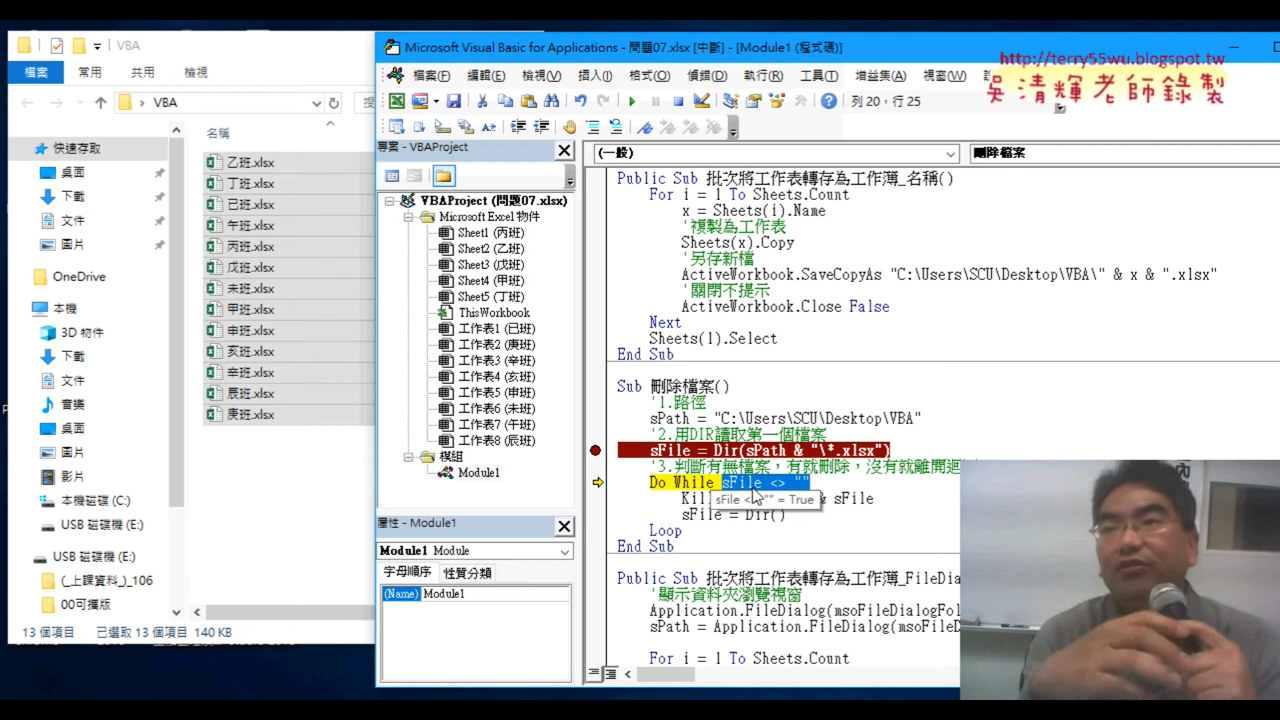 http://terry55wu.blogspot.tw
吳清輝老師錄製
VBA
檔案 常用 共用 檢視
VBA
名稱
快速存取
桌面
下載
文件
圖片
OneDrive
本機
3D 物件
下載
文件
音樂
桌面
圖片
影片
本機磁碟 (C:)
USB 磁碟機 (E:)
USB 磁碟機 (E:)
(_上課資料_)_106
00可攜版
乙班.xlsx
丁班.xlsx
己班.xlsx
午班.xlsx
丙班.xlsx
戊班.xlsx
未班.xlsx
甲班.xlsx
申班.xlsx
亥班.xlsx
辛班.xlsx
辰班.xlsx
庚班.xlsx
13 個項目 已選取 13 個項目 140 KB
Microsoft Visual Basic for Applications - 問題07.xlsx [中斷] - [Module1 (程式碼)]
檔案(F) 編輯(E) 檢視(V) 插入(I) 格式(O) 偵錯(D) 執行(R) 工具(T) 增益集(A) 視窗(W)
列 20，行 25
專案 - VBAProject
VBAProject (問題07.xlsx)
Microsoft Excel 物件
Sheet1 (丙班)
Sheet2 (乙班)
Sheet3 (戊班)
Sheet4 (甲班)
Sheet5 (丁班)
ThisWorkbook
工作表1 (已班)
工作表2 (庚班)
工作表3 (辛班)
工作表4 (亥班)
工作表5 (申班)
工作表6 (未班)
工作表7 (午班)
工作表8 (辰班)
模組
Module1
屬性 - Module1
Module1 Module
字母順序 性質分類
(Name) Module1
(一般) 刪除檔案
Public Sub 批次將工作表轉存為工作簿_名稱()
For i = 1 To Sheets.Count
x = Sheets(i).Name
'複製為工作表
Sheets(x).Copy
'另存新檔
ActiveWorkbook.SaveCopyAs "C:\Users\SCU\Desktop\VBA\" & x & ".xlsx"
'關閉不提示
ActiveWorkbook.Close False
Next
Sheets(1).Select
End Sub
Sub 刪除檔案()
'1.路徑
sPath = "C:\Users\SCU\Desktop\VBA"
'2.用DIR讀取第一個檔案
sFile = Dir(sPath & "\*.xlsx")
'3.判斷有無檔案，有就刪除，沒有就離開迴
Do While sFile <> ""
Kil & sFile
sFile <> "" = True
sFile = Dir()
Loop
End Sub
Public Sub 批次將工作表轉存為工作簿_FileDia
'顯示資料夾瀏覽視窗
Application.FileDialog(msoFileDialogFol
sPath = Application.FileDialog(msoFileD
For i = 1 To Sheets.Count